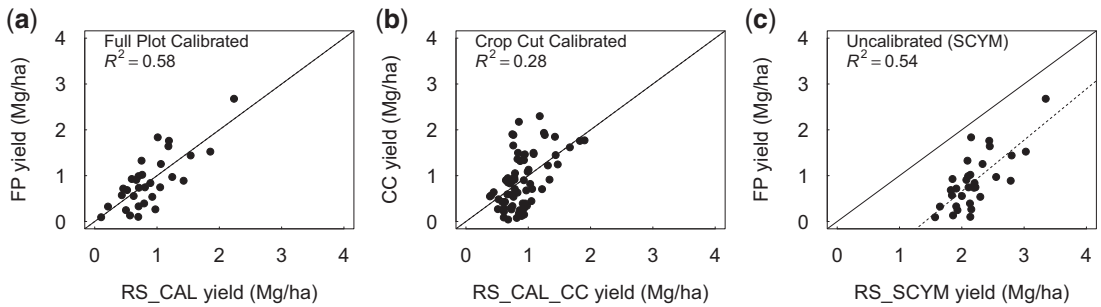 (a)
Full Plot Calibrated
R² = 0.58
4
3
2
1
0
FP yield (Mg/ha)
0 1 2 3 4
RS_CAL yield (Mg/ha)
(b)
Crop Cut Calibrated
R² = 0.28
4
3
2
1
0
CC yield (Mg/ha)
0 1 2 3 4
RS_CAL_CC yield (Mg/ha)
(c)
Uncalibrated (SCYM)
R² = 0.54
4
3
2
1
0
FP yield (Mg/ha)
0 1 2 3 4
RS_SCYM yield (Mg/ha)